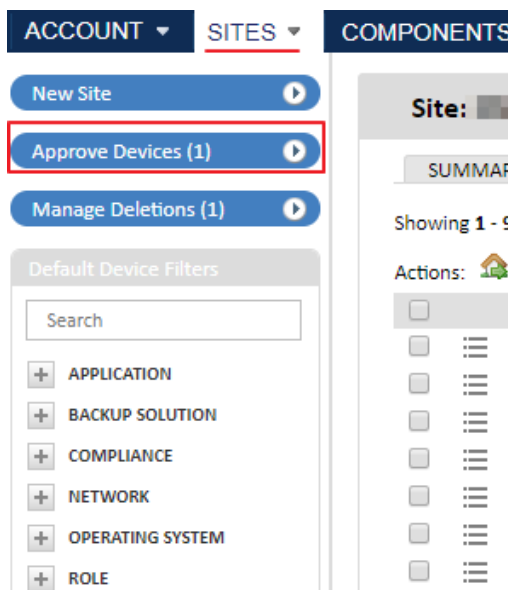 ACCOUNT SITES COMPONENTS
New Site
Approve Devices (1)
Manage Deletions (1)
Default Device Filters
Search
APPLICATION
BACKUP SOLUTION
COMPLIANCE
NETWORK
OPERATING SYSTEM
ROLE
Site:
SUMMAR
Showing 1 - 9
Actions: